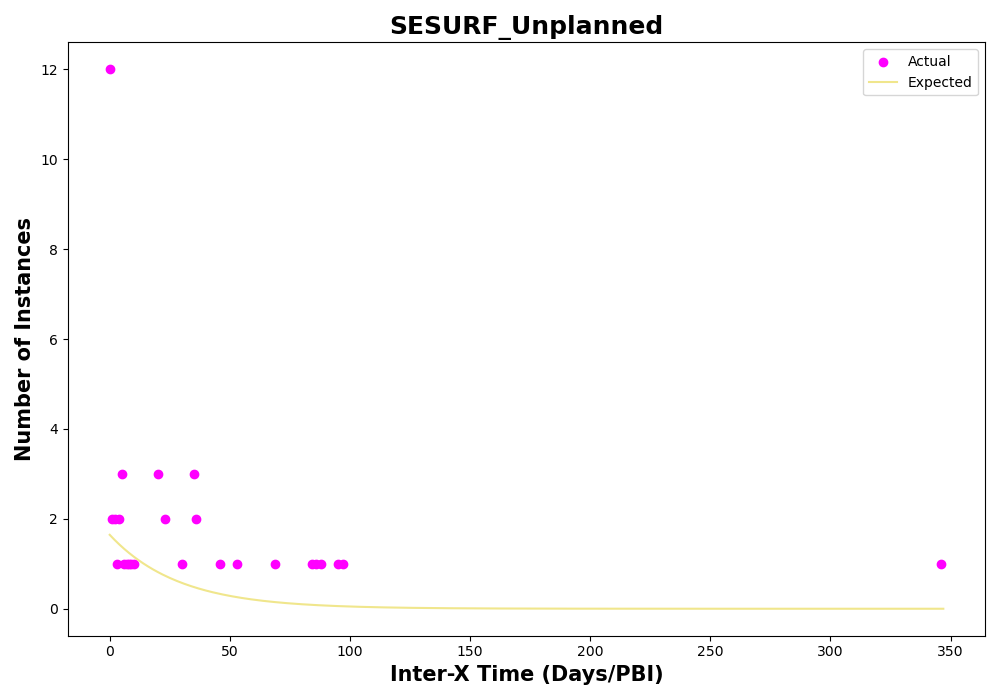 SESURF_Unplanned
Actual
Expected
Number of Instances
12
10
8
6
4
2
0
0 50 100 150 200 250 300 350
Inter-X Time (Days/PBI)